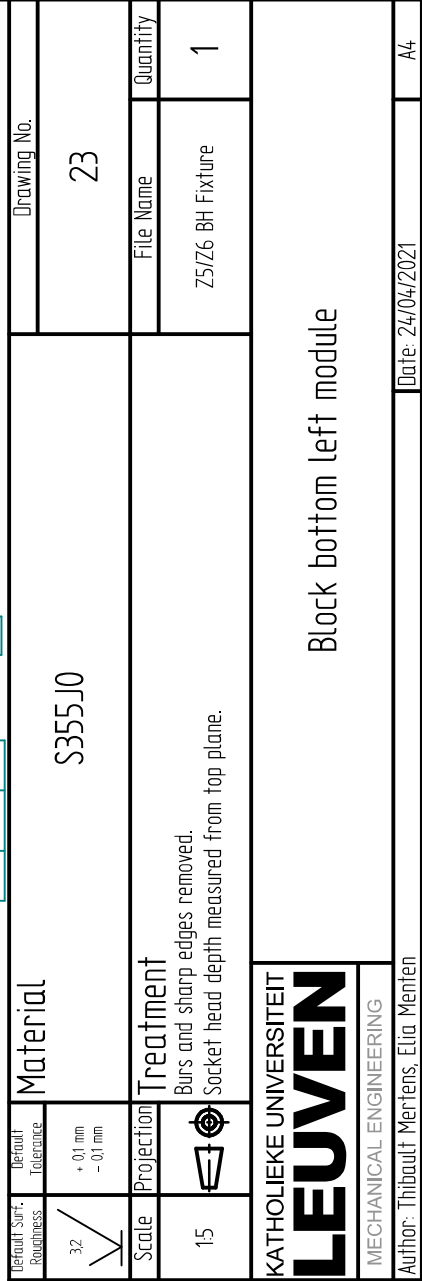 Default Surf.
Roughness
3,2
Default
Tolerance
+ 0,1 mm
- 0,1 mm
Material
S355J0
Drawing No.
23
Scale
1:5
Projection
Treatment
Burs and sharp edges removed.
Socket head depth measured from top plane.
File Name
Z5/Z6 BH Fixture
Quantity
1
KATHOLIEKE UNIVERSITEIT
LEUVEN
MECHANICAL ENGINEERING
Block bottom left module
Author: Thibault Mertens, Elia Menten
Date: 24/04/2021
A4